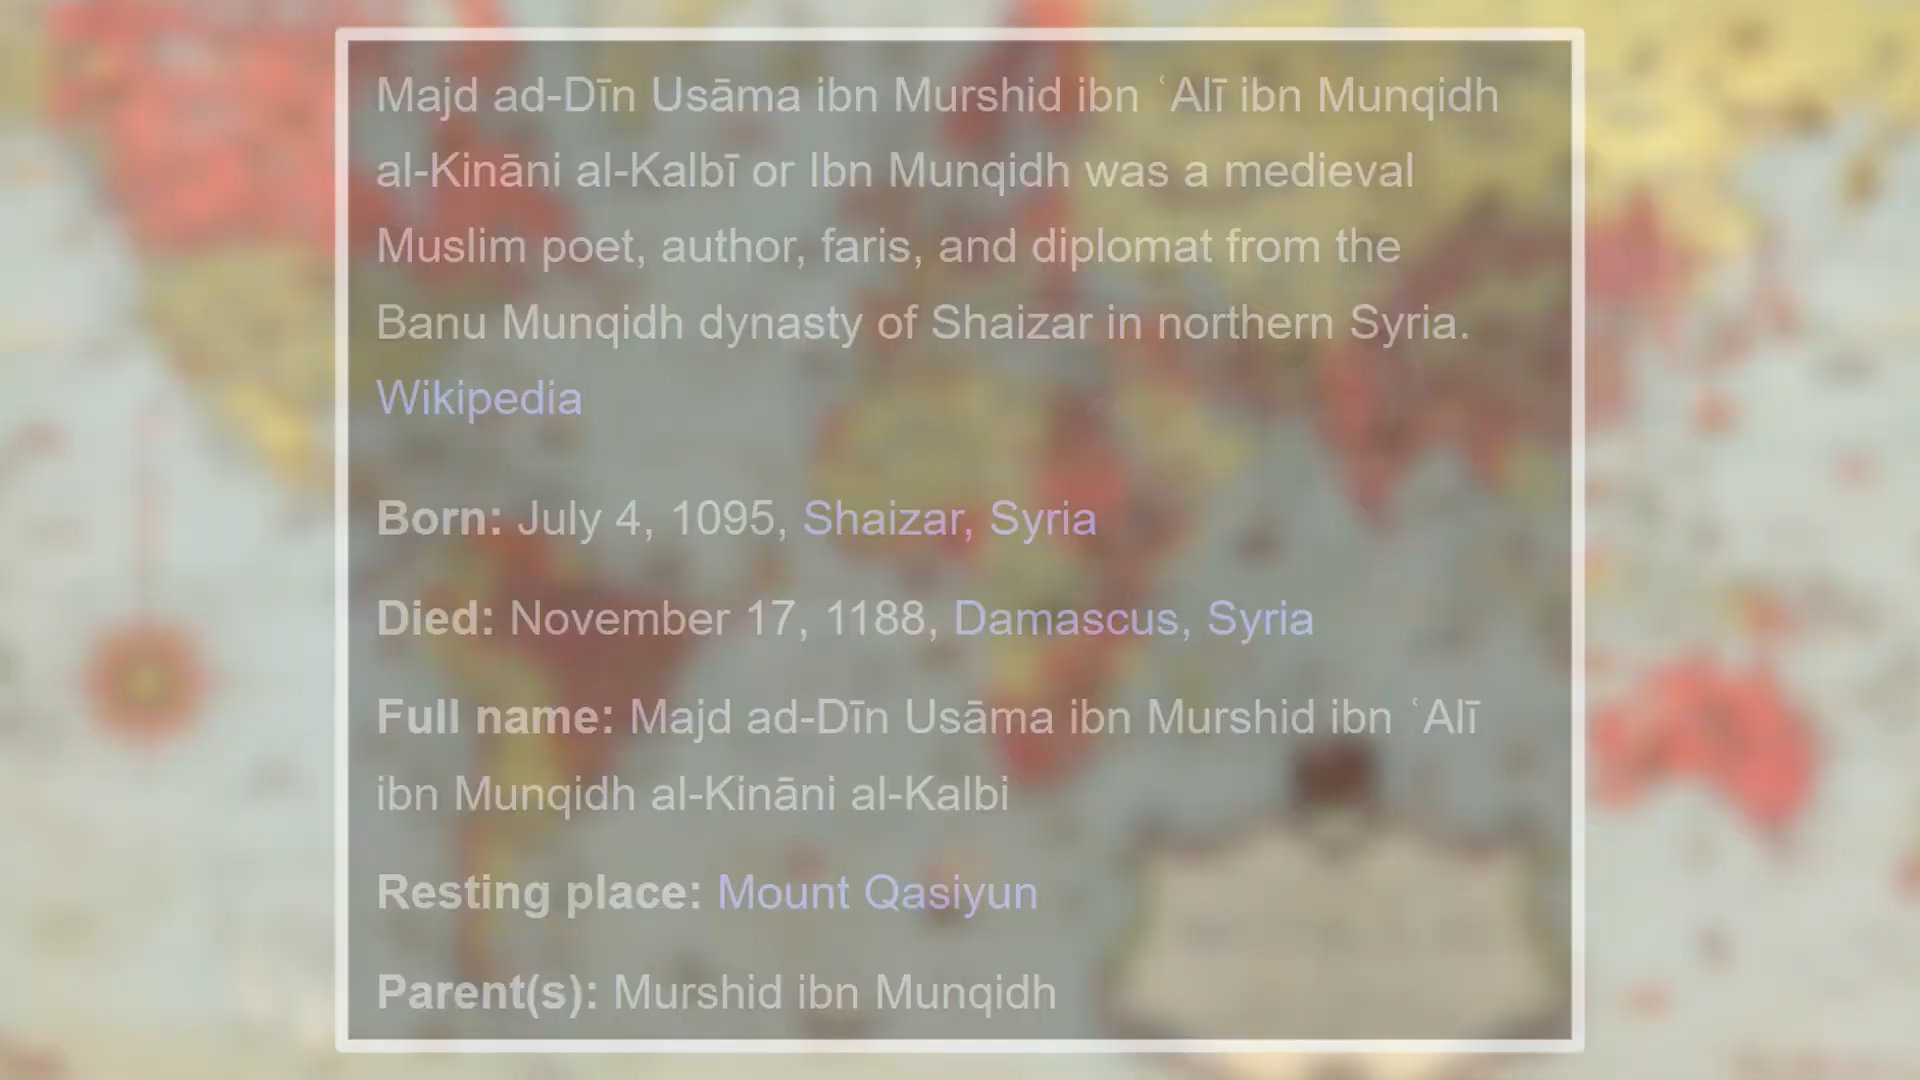 Majd ad-Dīn Usāma ibn Murshid ibn ʿAlī ibn Munqidh
al-Kināni al-Kalbī or Ibn Munqidh was a medieval
Muslim poet, author, faris, and diplomat from the
Banu Munqidh dynasty of Shaizar in northern Syria.
Wikipedia
Born: July 4, 1095, Shaizar, Syria
Died: November 17, 1188, Damascus, Syria
Full name: Majd ad-Dīn Usāma ibn Murshid ibn ʿAlī
ibn Munqidh al-Kināni al-Kalbi
Resting place: Mount Qasiyun
Parent(s): Murshid ibn Munqidh